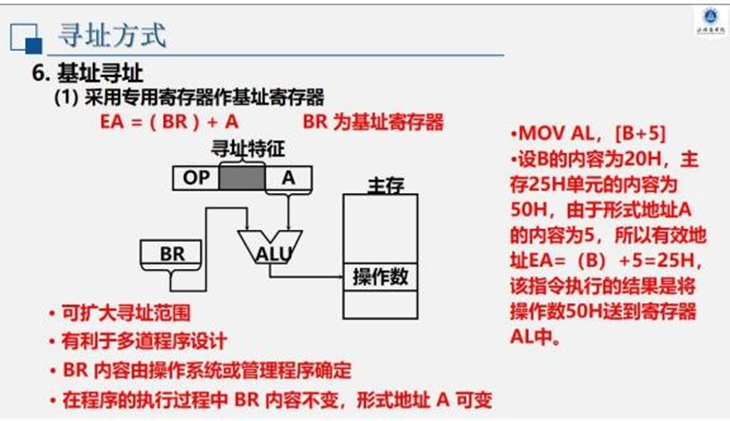 寻址方式
6. 基址寻址
(1) 采用专用寄存器作基址寄存器
EA = ( BR ) + A BR 为基址寄存器
寻址特征
OP A
主存
BR
ALU
操作数
• 可扩大寻址范围
• 有利于多道程序设计
• BR 内容由操作系统或管理程序确定
• 在程序的执行过程中 BR 内容不变，形式地址 A 可变
•MOV AL，[B+5]
•设B的内容为20H，主
存25H单元的内容为
50H，由于形式地址A
的内容为5，所以有效地
址EA=（B）+5=25H，
该指令执行的结果是将
操作数50H送到寄存器
AL中。